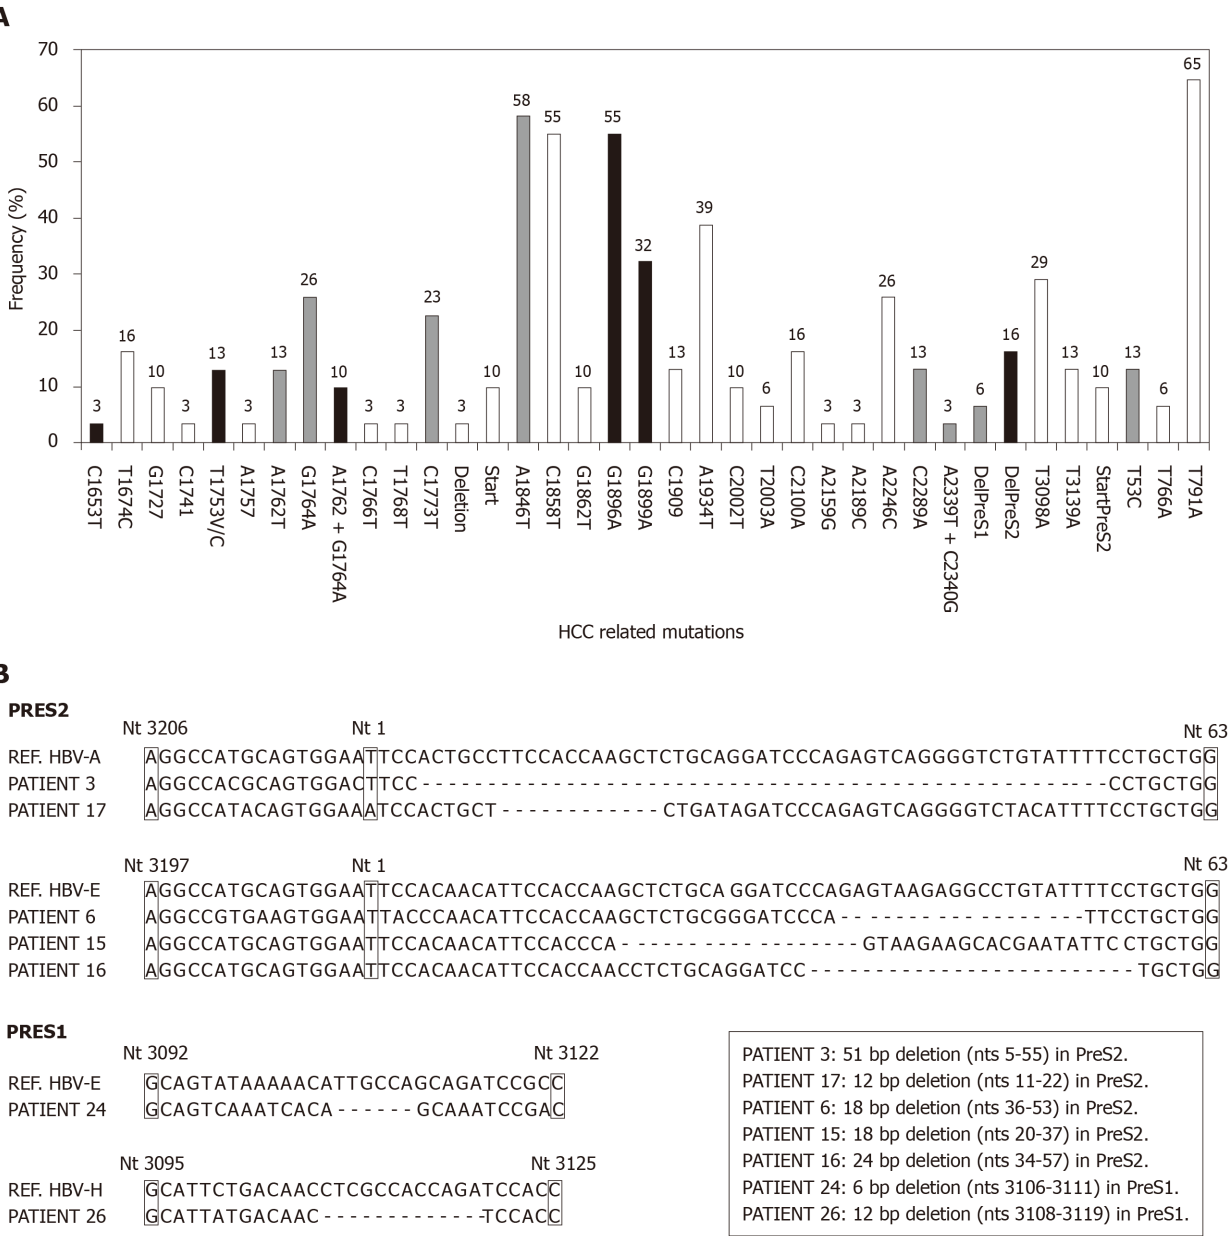 A
70
60
50
40
30
20
10
0
Frequency (%)
3 16 10 3 13 3 13 26 10 3 3 23 3 10 58 55 10 55 32 13 39 10 6 16 3 3 26 13 3 6 16 29 13 10 13 6 65
C1653T
T1674C
G1727
C1741
T1753V/C
A1757
A1762T
G1764A
A1762 + G1764A
C1766T
T1768T
C1773T
Deletion
Start
A1846T
C1858T
G1862T
G1896A
G1899A
C1909
A1934T
C2002T
T2003A
C2100A
A2159G
A2189C
A2246C
C2289A
A2339T + C2340G
DelPreS1
DelPreS2
T3098A
T3139A
StartPreS2
T53C
T766A
T791A
HCC related mutations
B
PRES2
Nt 3206 Nt 1 Nt 63
REF. HBV-A AGGCCATGCAGTGGAATTCCACTGCCTTCCACCAAGCTCTGCAGGATCCCAGAGTCAGGGGTCTGTATTTTCCTGCTGG
PATIENT 3 AGGCCACGCAGTGGACTTCC - - - - - - - - - - - - - - - - - - - - - - - - - - - - - - - - - - - - - - - - - - - - - - - - - - - CCTGCTGG
PATIENT 17 AGGCCATACAGTGGAAATCCACTGCT - - - - - - - - - - - - CTGATAGATCCCAGAGTCAGGGGTCTACATTTTCCTGCTGG
Nt 3197 Nt 1 Nt 63
REF. HBV-E AGGCCATGCAGTGGAATTCCACAACATTCCACCAAGCTCTGCA GGATCCCAGAGTAAGAGGCCTGTATTTTCCTGCTGG
PATIENT 6 AGGCCGTGAAGTGGAATTACCCAACATTCCACCAAGCTCTGCGGGATCCCA - - - - - - - - - - - - - - - - - - TTCCTGCTGG
PATIENT 15 AGGCCATGCAGTGGAATTCCACAACATTCCACCCA - - - - - - - - - - - - - - - - - - GTAAGAAGCACGAATATTC CTGCTGG
PATIENT 16 AGGCCATGCAGTGGAATTCCACAACATTCCACCAACCTCTGCAGGATCC - - - - - - - - - - - - - - - - - - - - - - - - TGCTGG
PRES1
Nt 3092 Nt 3122
REF. HBV-E GCAGTATAAAAACATTGCCAGCAGATCCGCC
PATIENT 24 GCAGTCAAATCACA - - - - - - GCAAATCCGAC
Nt 3095 Nt 3125
REF. HBV-H GCATTCTGACAACCTCGCCACCAGATCCACC
PATIENT 26 GCATTATGACAAC - - - - - - - - - - - - TCCACC
PATIENT 3: 51 bp deletion (nts 5-55) in PreS2.
PATIENT 17: 12 bp deletion (nts 11-22) in PreS2.
PATIENT 6: 18 bp deletion (nts 36-53) in PreS2.
PATIENT 15: 18 bp deletion (nts 20-37) in PreS2.
PATIENT 16: 24 bp deletion (nts 34-57) in PreS2.
PATIENT 24: 6 bp deletion (nts 3106-3111) in PreS1.
PATIENT 26: 12 bp deletion (nts 3108-3119) in PreS1.